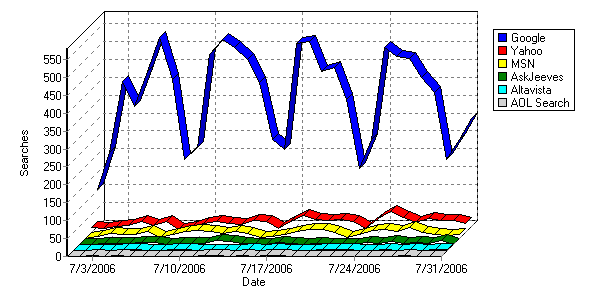 Google
Yahoo
MSN
AskJeeves
Altavista
AOL Search
Searches
550
500
450
400
350
300
250
200
150
100
50
0
7/3/2006 7/10/2006 7/17/2006 7/24/2006 7/31/2006
Date